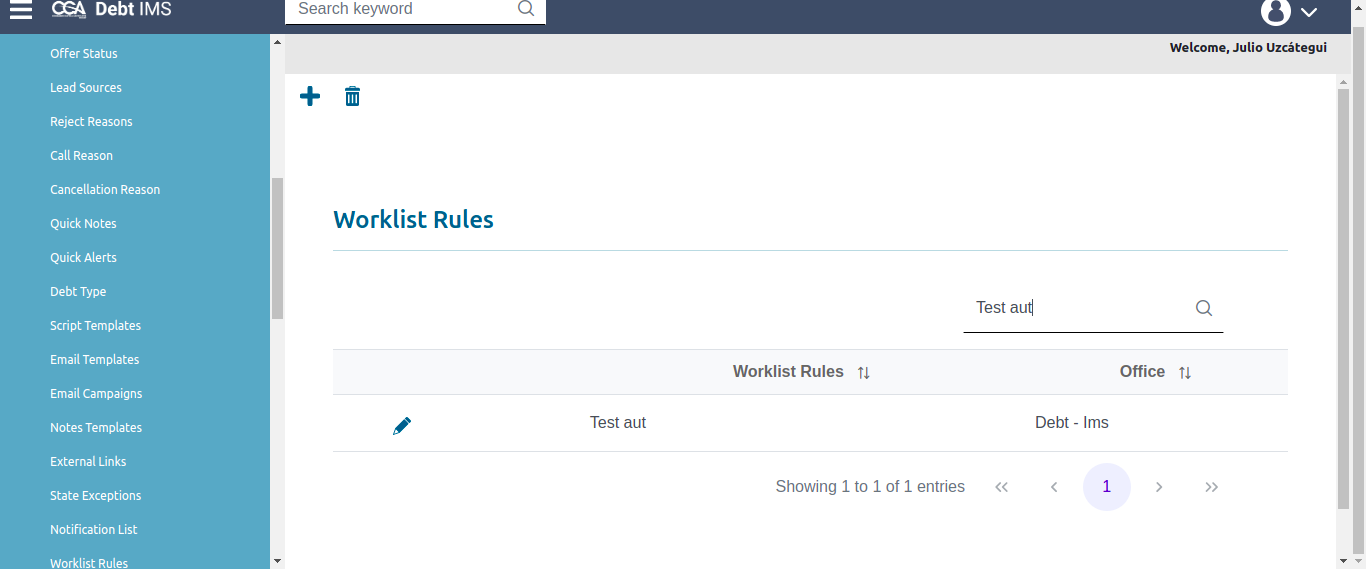 CGA Debt IMS
Search keyword
Welcome, Julio Uzcátegui
Offer Status
Lead Sources
Reject Reasons
Call Reason
Cancellation Reason
Quick Notes
Quick Alerts
Debt Type
Script Templates
Email Templates
Email Campaigns
Notes Templates
External Links
State Exceptions
Notification List
Worklist Rules
Worklist Rules
Test aut
Worklist Rules Office
Test aut Debt - Ims
Showing 1 to 1 of 1 entries « ‹ 1 › »